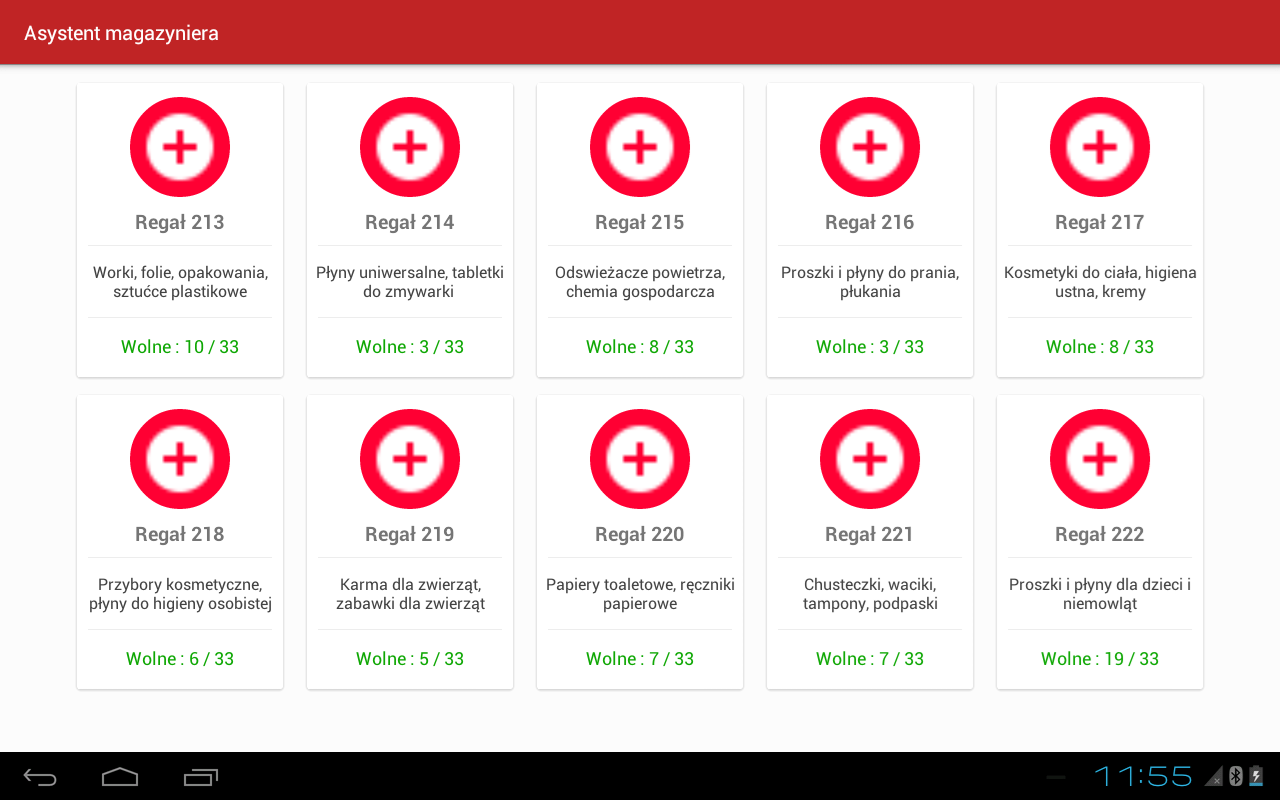 Asystent magazyniera
Regał 213
Worki, folie, opakowania,
sztućce plastikowe
Wolne : 10 / 33
Regał 214
Płyny uniwersalne, tabletki
do zmywarki
Wolne : 3 / 33
Regał 215
Odswieżacze powietrza,
chemia gospodarcza
Wolne : 8 / 33
Regał 216
Proszki i płyny do prania,
płukania
Wolne : 3 / 33
Regał 217
Kosmetyki do ciała, higiena
ustna, kremy
Wolne : 8 / 33
Regał 218
Przybory kosmetyczne,
płyny do higieny osobistej
Wolne : 6 / 33
Regał 219
Karma dla zwierząt,
zabawki dla zwierząt
Wolne : 5 / 33
Regał 220
Papiery toaletowe, ręczniki
papierowe
Wolne : 7 / 33
Regał 221
Chusteczki, waciki,
tampony, podpaski
Wolne : 7 / 33
Regał 222
Proszki i płyny dla dzieci i
niemowląt
Wolne : 19 / 33
11:55